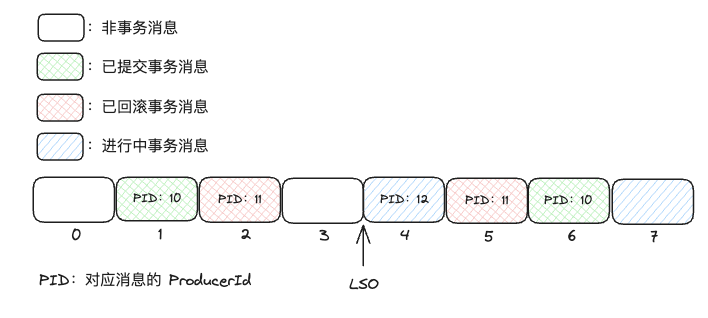 ：非事务消息
：已提交事务消息
：已回滚事务消息
：进行中事务消息
PID：10 PID：11 PID：12 PID：11 PID：10
0 1 2 3 4 5 6 7
PID：对应消息的 ProducerId
LSO